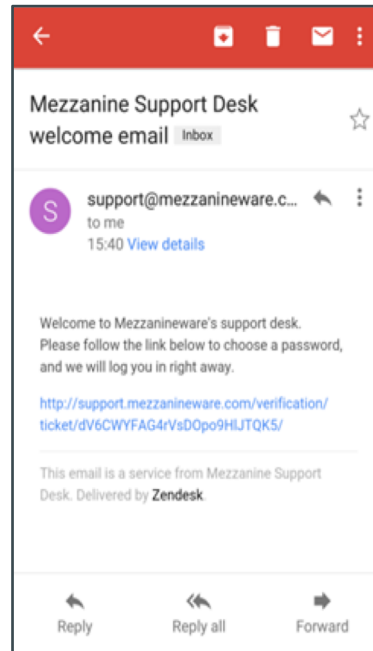 Mezzanine Support Desk
welcome email Inbox
S
support@mezzanineware.c...
to me
15:40 View details
Welcome to Mezzanineware's support desk.
Please follow the link below to choose a password,
and we will log you in right away.
http://support.mezzanineware.com/verification/
ticket/dV6CWYFAG4rVsDOpo9HIJTQK5/
This email is a service from Mezzanine Support
Desk. Delivered by Zendesk
Reply
Reply all
Forward